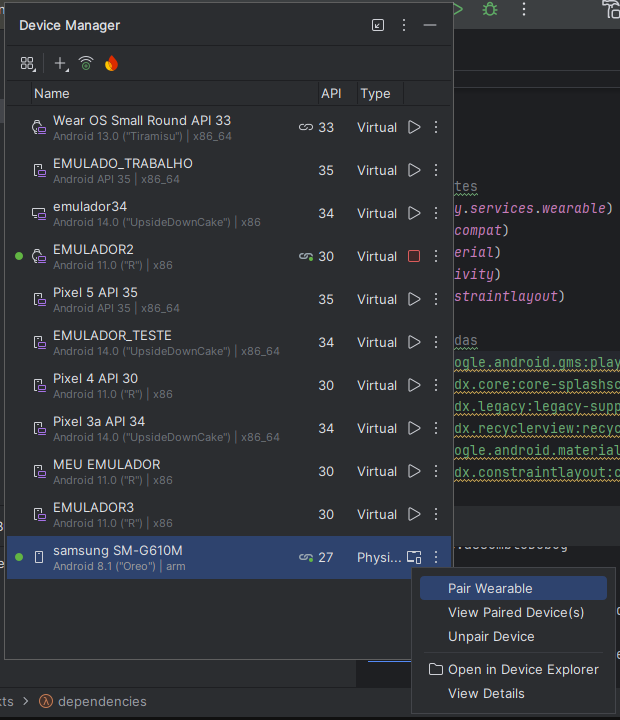 Device Manager
Name API Type
Wear OS Small Round API 33 33 Virtual
Android 13.0 ("Tiramisu") | x86_64
EMULADO_TRABALHO 35 Virtual
Android API 35 | x86_64
emulador34 34 Virtual
Android 14.0 ("UpsideDownCake") | x86
EMULADOR2 30 Virtual
Android 11.0 ("R") | x86
Pixel 5 API 35 35 Virtual
Android API 35 | x86_64
EMULADOR_TESTE 34 Virtual
Android 14.0 ("UpsideDownCake") | x86_64
Pixel 4 API 30 30 Virtual
Android 11.0 ("R") | x86
Pixel 3a API 34 34 Virtual
Android 14.0 ("UpsideDownCake") | x86_64
MEU EMULADOR 30 Virtual
Android 11.0 ("R") | x86
EMULADOR3 30 Virtual
Android 11.0 ("R") | x86
samsung SM-G610M 27 Physi...
Android 8.1 ("Oreo") | arm
tes
y.services.wearable)
compat)
erial)
ivity)
straintlayout)
das
ogle.android.gms:play
dx.core:core-splashsc
dx.legacy:legacy-supp
dx.recyclerview:recyc
ogle.android.material
dx.constraintlayout:c
Pair Wearable
View Paired Device(s)
Unpair Device
Open in Device Explorer
View Details
kts > dependencies